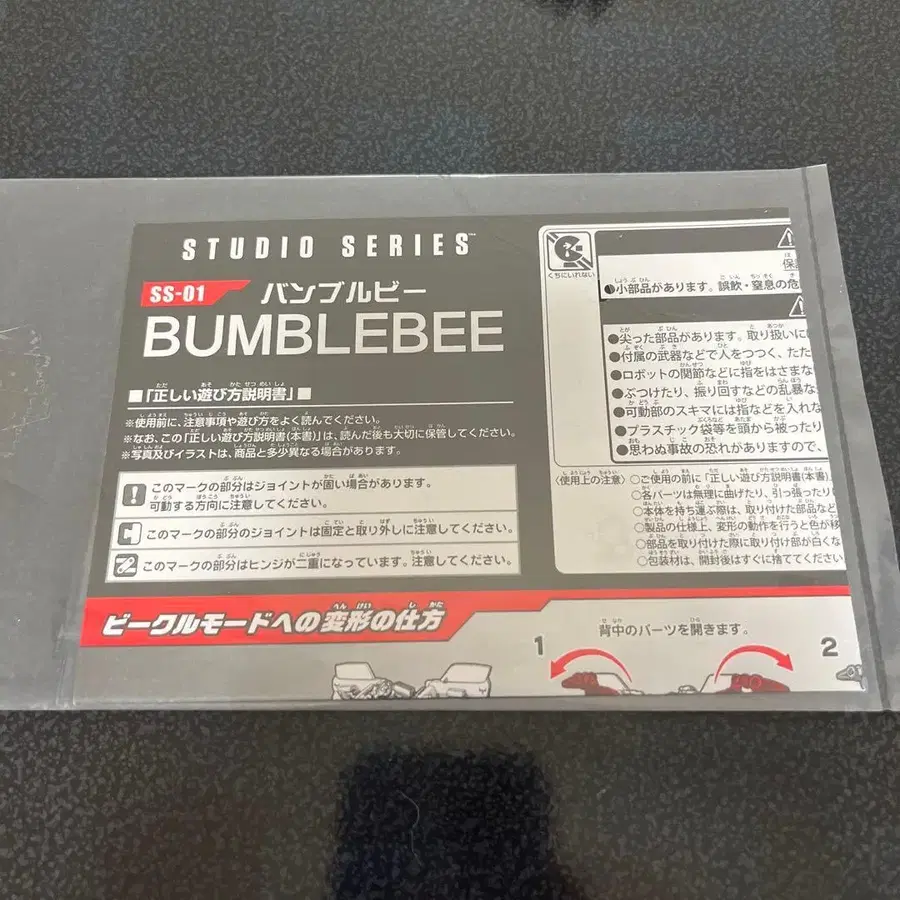 STUDIO SERIES™
SS-01 バンブルビー
BUMBLEBEE
■「正しい遊び方説明書」■
※使用前に、注意事項や遊び方をよく読んでください。
※なお、この「正しい遊び方説明書(本書)」は、読んだ後も大切に保管してください。
※写真及びイラストは、商品と多少異なる場合があります。
このマークの部分はジョイントが固い場合があります。
可動する方向に注意してください。
このマークの部分のジョイントは固定と取り外しに注意してください。
このマークの部分はヒンジが二重になっています。注意してください。
くちにいれない
保
●小部品があります。誤飲・窒息の危
●尖った部品があります。取り扱いに
●付属の武器などで人をつつく、たた
●ロボットの関節などに指をはさまな
●ぶつけたり、振り回すなどの乱暴な
●可動部のスキマには指などを入れな
●プラスチック袋等を頭から被ったり
●思わぬ事故の恐れがありますので、
〈使用上の注意〉
○ご使用の前に「正しい遊び方説明書(本書)
○各パーツは無理に曲げたり、引っ張ったり
○本体を持ち運ぶ際は、取り付けた部品など
○製品の仕様上、変形の動作を行うと色が移
○部品を取り付けた際に取り付け部が白くな
○包装材は、開封後はすぐに捨ててください
ビークルモードへの変形の仕方
1 背中のパーツを開きます。
2